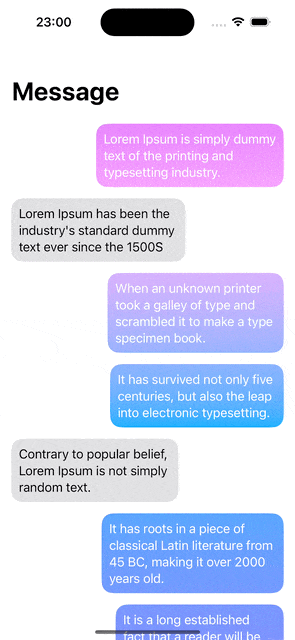 23:00
Message
Lorem Ipsum is simply dummy
text of the printing and
typesetting industry.
Lorem Ipsum has been the
industry's standard dummy
text ever since the 1500S
When an unknown printer
took a galley of type and
scrambled it to make a type
specimen book.
It has survived not only five
centuries, but also the leap
into electronic typesetting.
Contrary to popular belief,
Lorem Ipsum is not simply
random text.
It has roots in a piece of
classical Latin literature from
45 BC, making it over 2000
years old.
It is a long established
fact that a reader will be